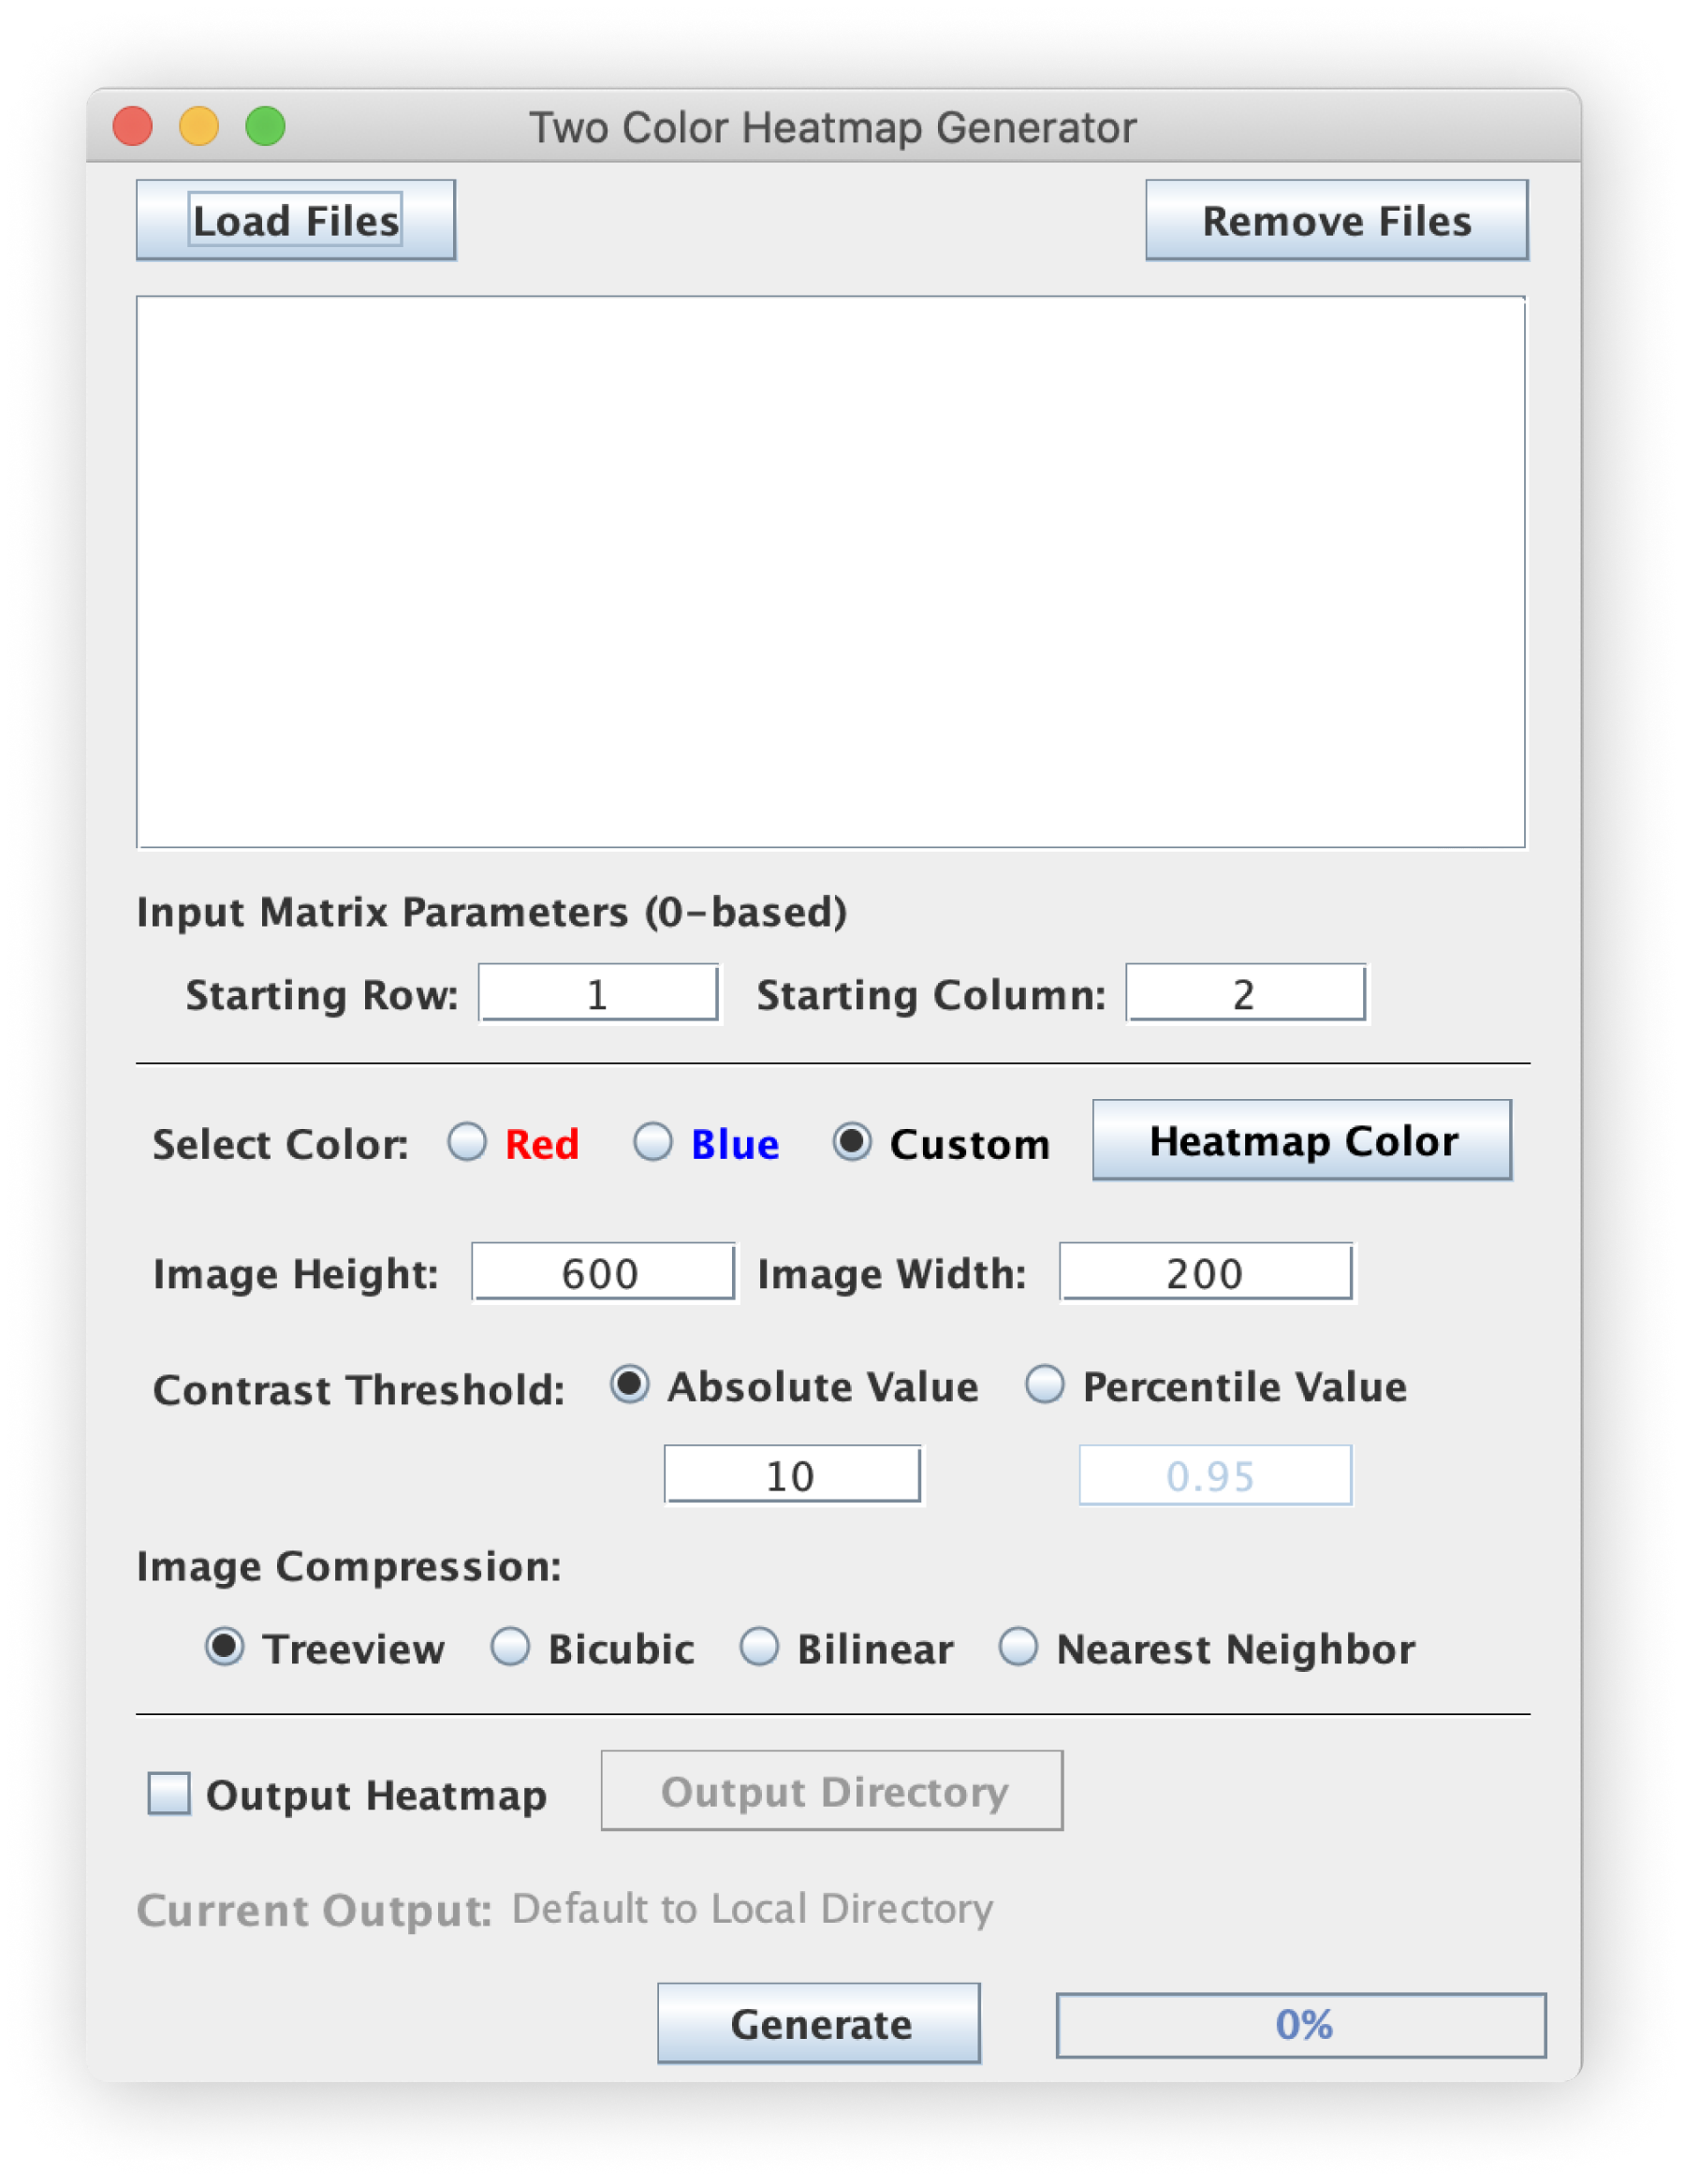 Two Color Heatmap Generator
Load Files Remove Files
Input Matrix Parameters (0-based)
Starting Row: 1 Starting Column: 2
Select Color: Red Blue Custom Heatmap Color
Image Height: 600 Image Width: 200
Contrast Threshold: Absolute Value Percentile Value
10 0.95
Image Compression:
Treeview Bicubic Bilinear Nearest Neighbor
Output Heatmap Output Directory
Current Output: Default to Local Directory
Generate 0%